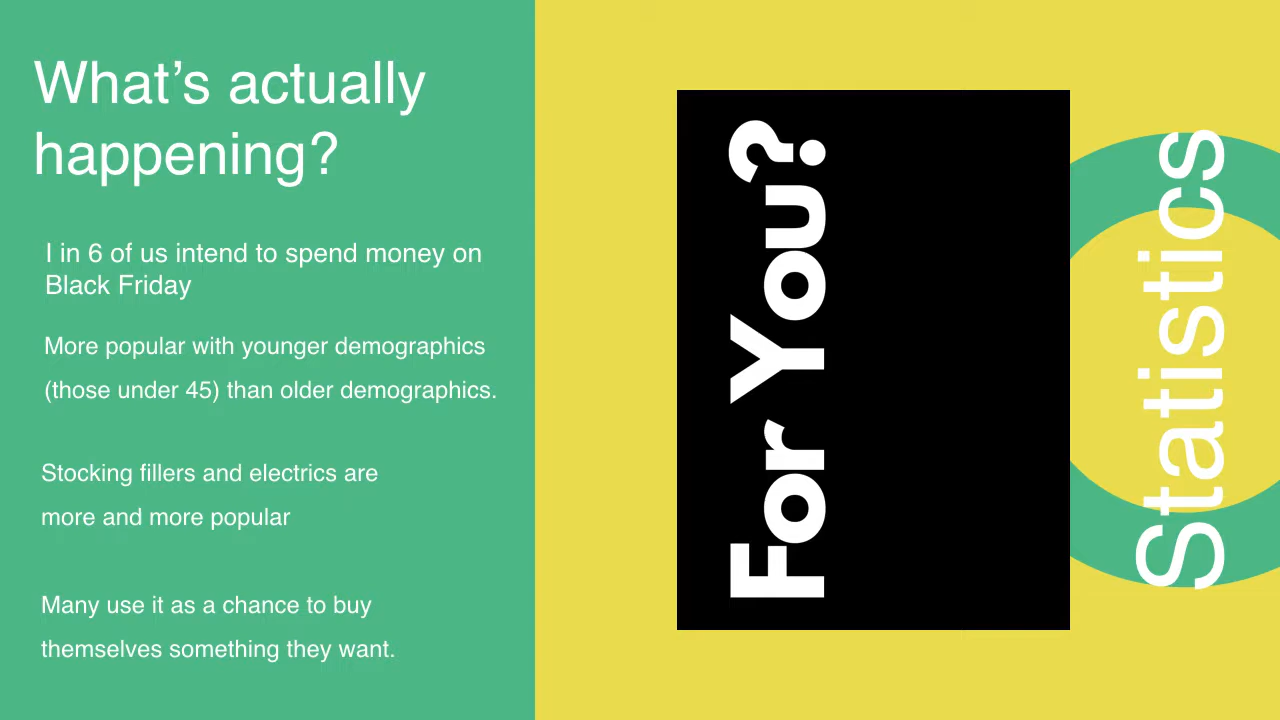 What’s actually
happening?
I in 6 of us intend to spend money on
Black Friday
More popular with younger demographics
(those under 45) than older demographics.
Stocking fillers and electrics are
more and more popular
Many use it as a chance to buy
themselves something they want.
For You?
Statistics